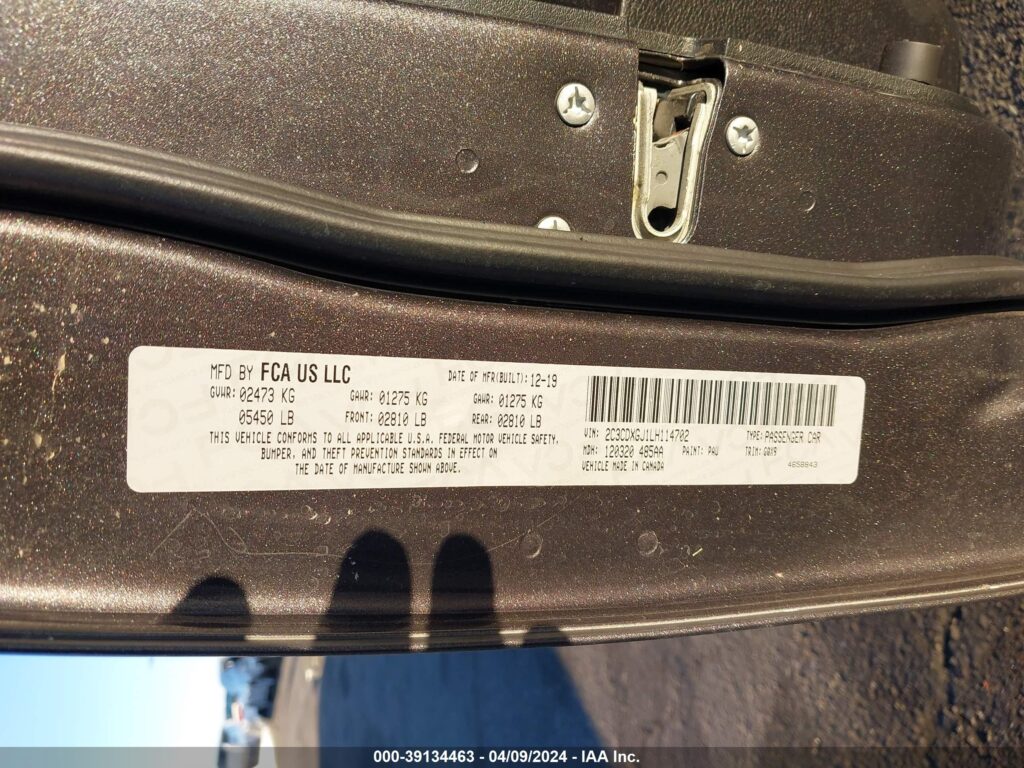 MFD BY FCA US LLC
DATE OF MFR(BUILT): 12-19
GVWR: 02473 KG
GAWR: 01275 KG
GAWR: 01275 KG
05450 LB
FRONT: 02810 LB
REAR: 02810 LB
THIS VEHICLE CONFORMS TO ALL APPLICABLE U.S.A. FEDERAL MOTOR VEHICLE SAFETY,
BUMPER, AND THEFT PREVENTION STANDARDS IN EFFECT ON
THE DATE OF MANUFACTURE SHOWN ABOVE.
VIN: 2C3CDXGJ1LH114702
TYPE: PASSENGER CAR
MDH: 120320 485AA
PAINT: PAU
TRIM: GBX9
VEHICLE MADE IN CANADA
4658843
000-39134463 - 04/09/2024 - IAA Inc.